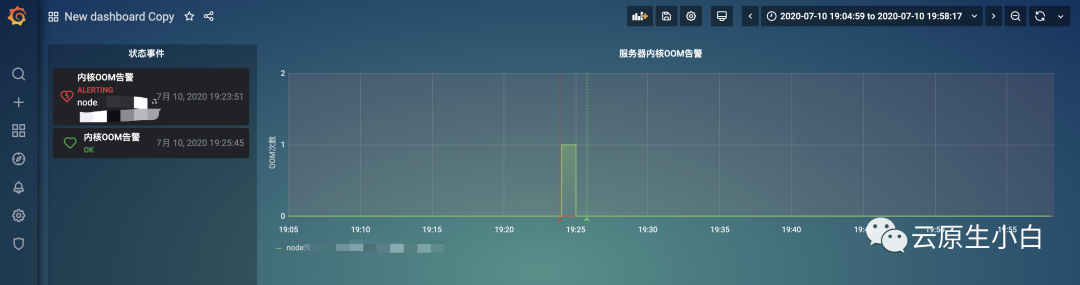 New dashboard Copy
2020-07-10 19:04:59 to 2020-07-10 19:58:17
状态事件
内核OOM告警
ALERTING
node
7月 10, 2020 19:23:51
内核OOM告警
OK
7月 10, 2020 19:25:45
服务器内核OOM告警
2
1
0
OOM次数
19:05 19:10 19:15 19:20 19:25 19:30 19:35 19:40 19:45 19:50 19:55
node:
云原生小白